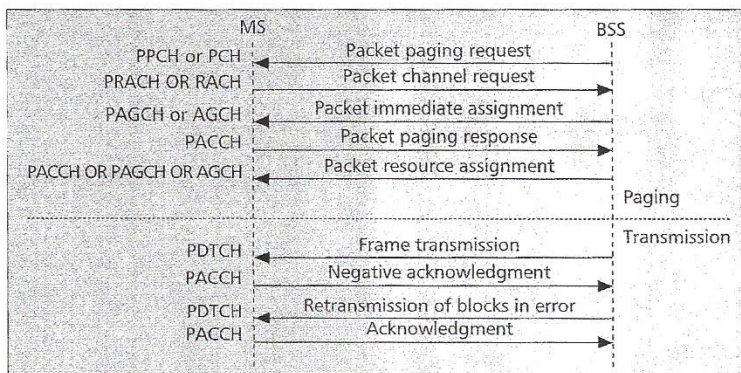 MS BSS
PPCH or PCH Packet paging request
PRACH OR RACH Packet channel request
PAGCH or AGCH Packet immediate assignment
PACCH Packet paging response
PACCH OR PAGCH OR AGCH Packet resource assignment
Paging
Transmission
PDTCH Frame transmission
PACCH Negative acknowledgment
PDTCH Retransmission of blocks in error
PACCH Acknowledgment